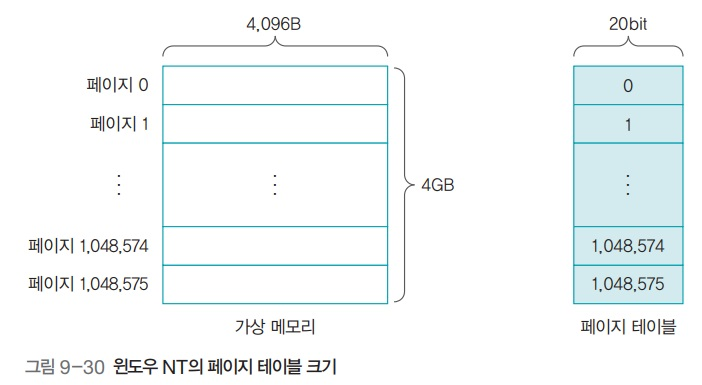 4,096B
20bit
페이지 0
0
페이지 1
1
⋮
⋮
⋮
4GB
페이지 1,048,574
1,048,574
페이지 1,048,575
1,048,575
가상 메모리
페이지 테이블
그림 9-30 윈도우 NT의 페이지 테이블 크기